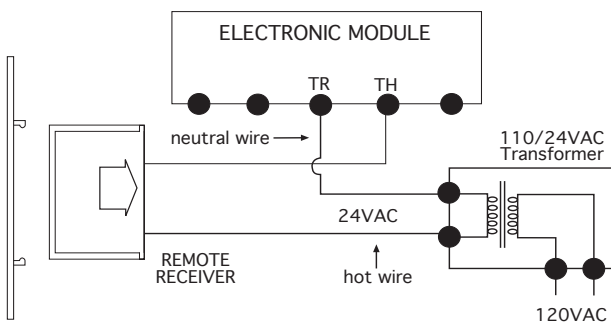 ELECTRONIC MODULE
TR
TH
neutral wire
110/24VAC
Transformer
24VAC
REMOTE
RECEIVER
hot wire
120VAC